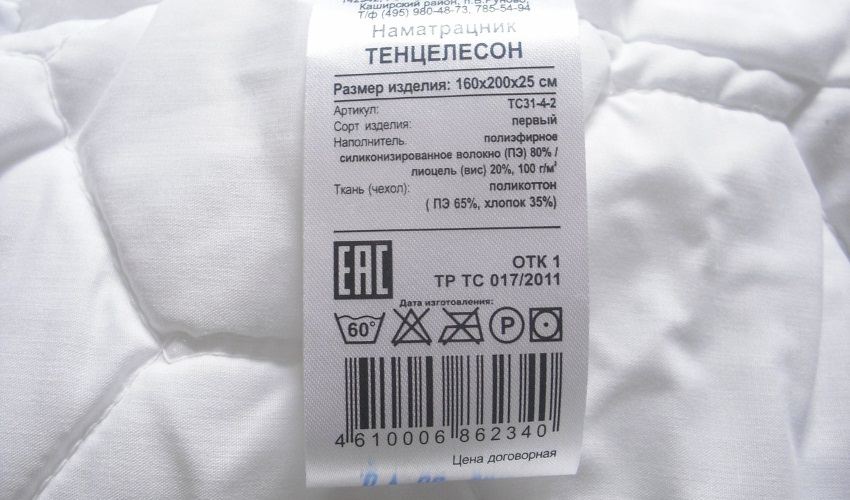 Каширский район, п.Б.Руново,
Т/ф (495) 980-48-73, 785-54-94
Наматрацник
ТЕНЦЕЛЕСОН
Размер изделия: 160х200х25 см
Артикул: ТС31-4-2
Сорт изделия: первый
Наполнитель. полиэфирное
силиконизированное волокно (ПЭ) 80% /
лиоцель (вис) 20%, 100 г/м²
Ткань (чехол): поликоттон
( ПЭ 65%, хлопок 35%)
EAC
ОТК 1
ТР ТС 017/2011
Дата изготовления:
60°
P
4 610006 862340
Цена договорная